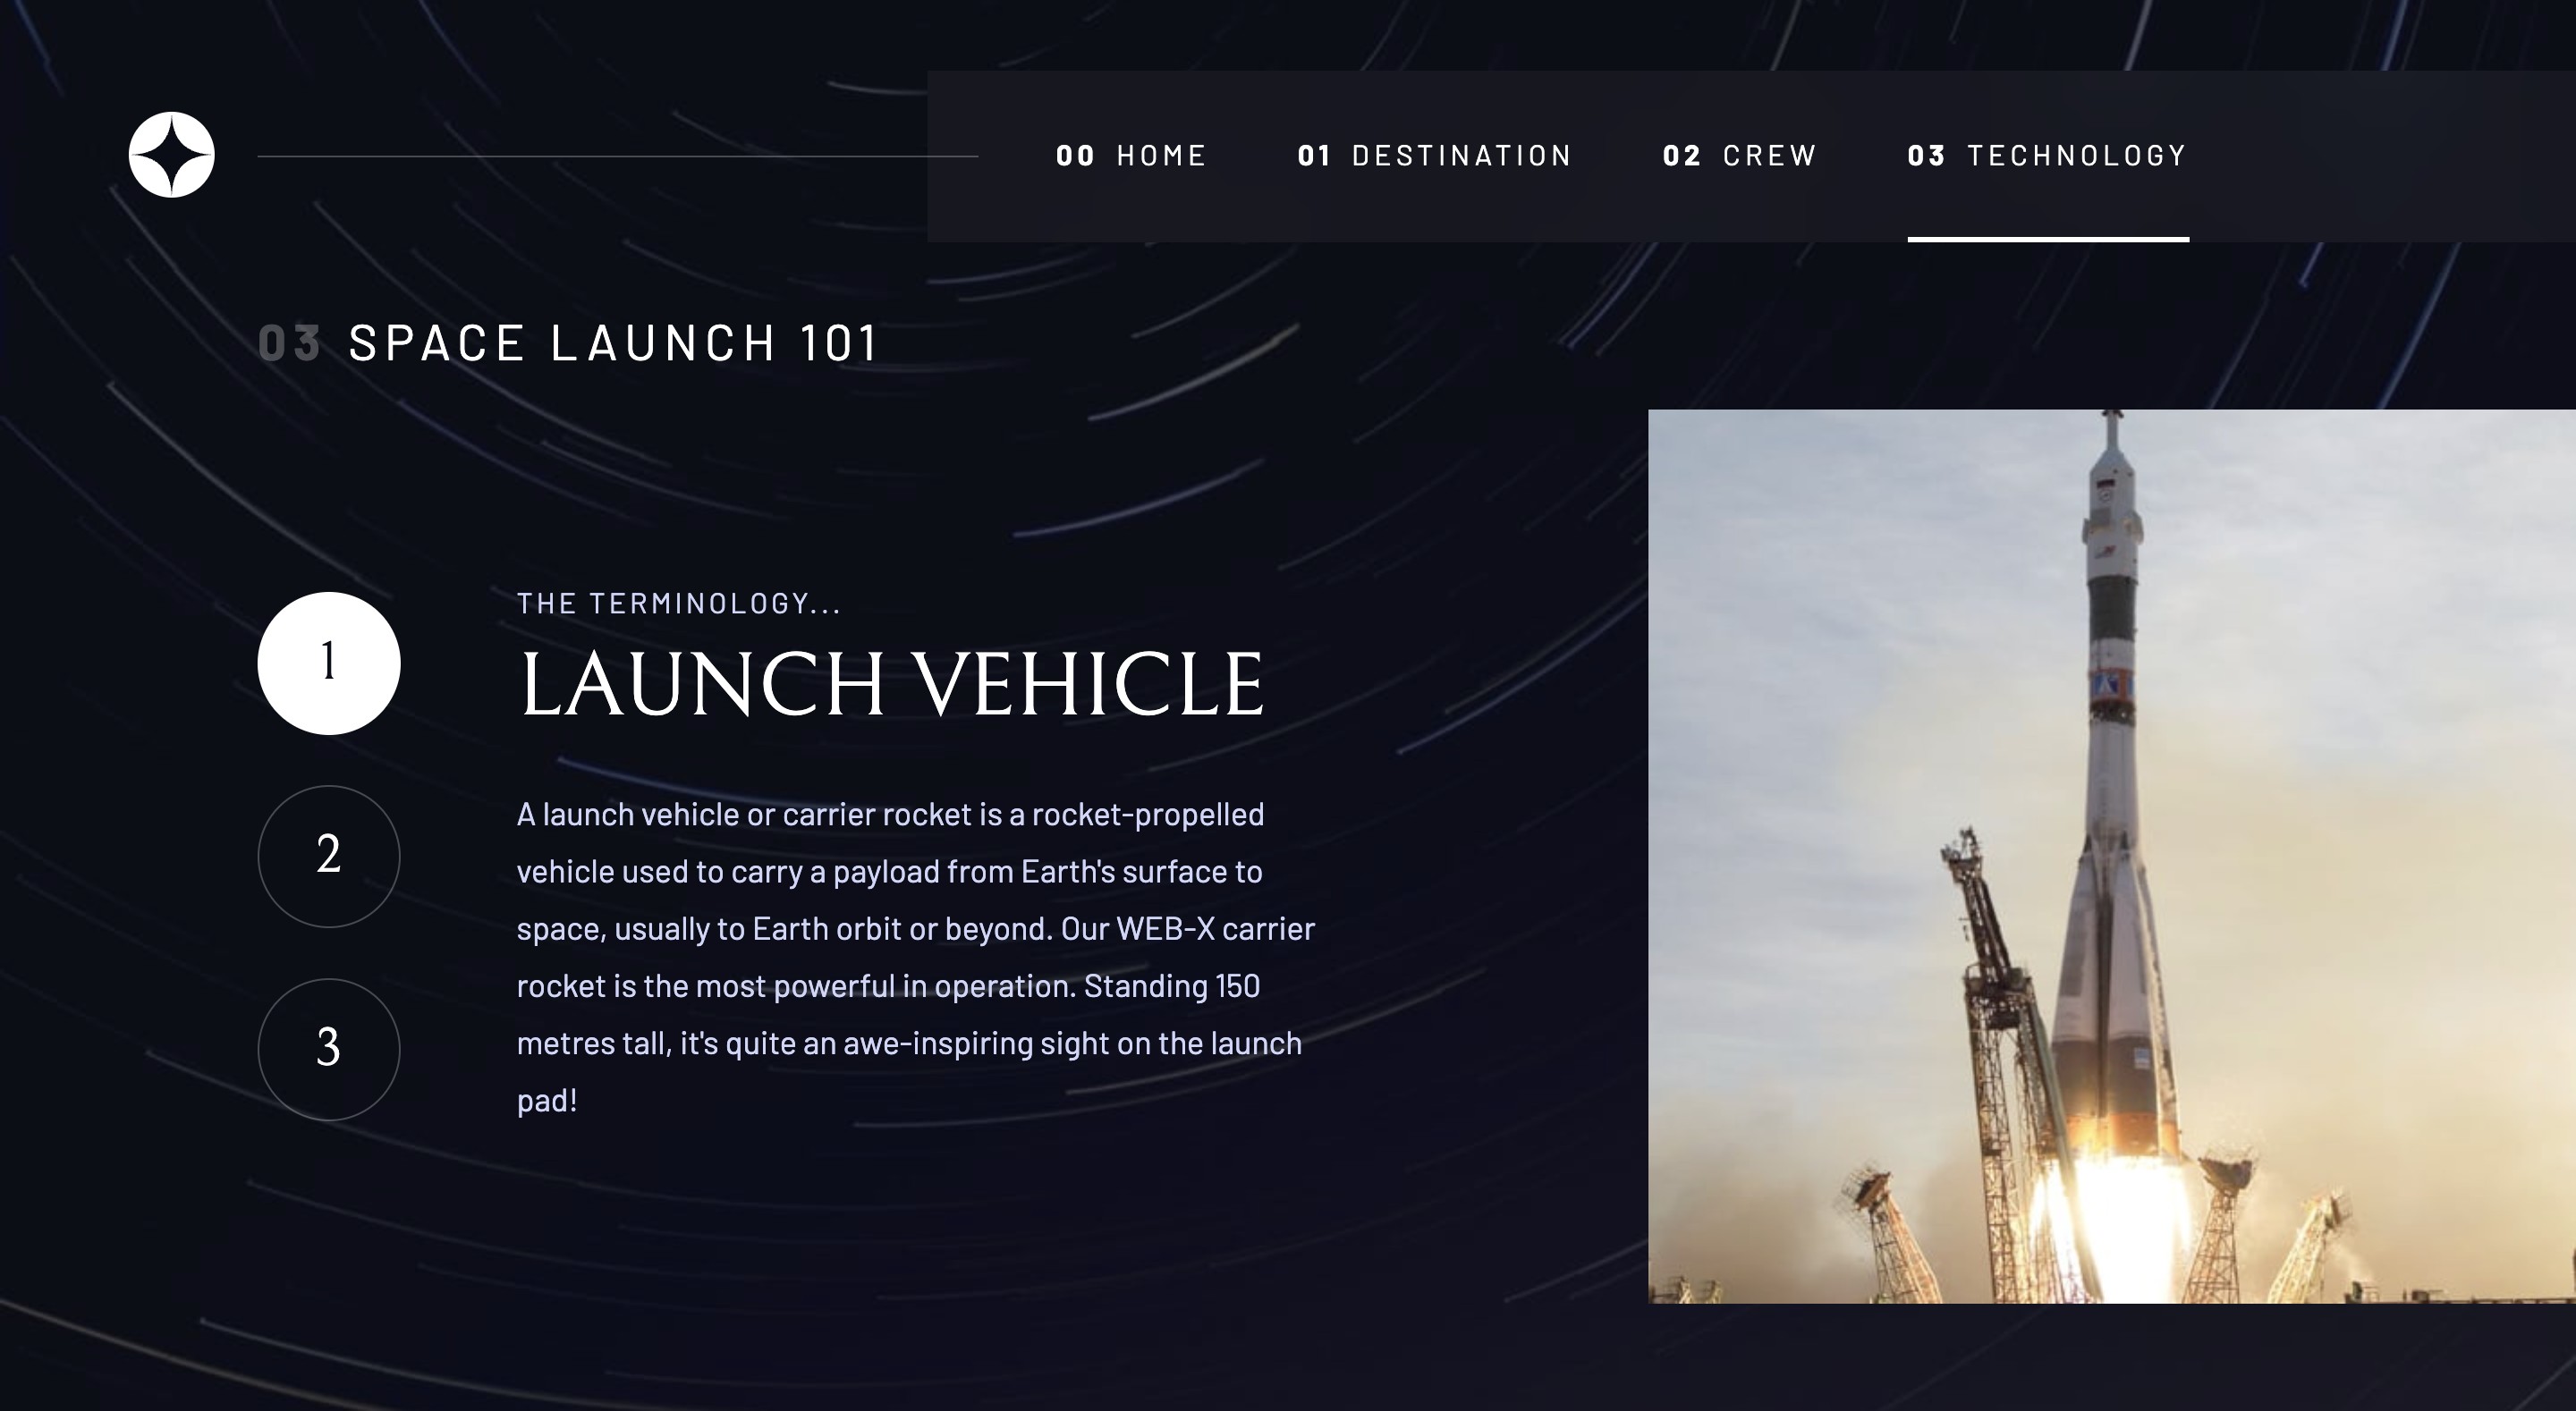 00 HOME 01 DESTINATION 02 CREW 03 TECHNOLOGY
03 SPACE LAUNCH 101
1
2
3
THE TERMINOLOGY...
LAUNCH VEHICLE
A launch vehicle or carrier rocket is a rocket-propelled
vehicle used to carry a payload from Earth's surface to
space, usually to Earth orbit or beyond. Our WEB-X carrier
rocket is the most powerful in operation. Standing 150
metres tall, it's quite an awe-inspiring sight on the launch
pad!